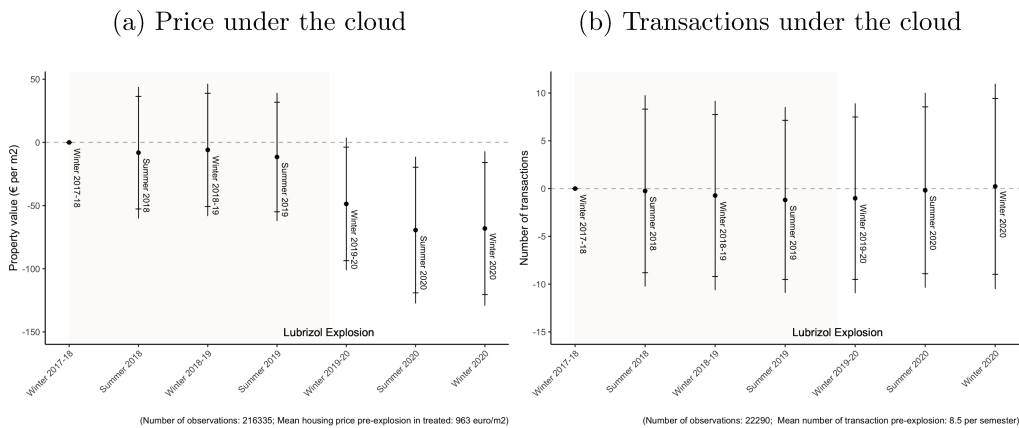 (a) Price under the cloud
50
0
-50
-100
-150
Property value (€ per m2)
Winter 2017-18
Summer 2018
Winter 2018-19
Summer 2019
Winter 2019-20
Summer 2020
Winter 2020
Lubrizol Explosion
Winter 2017-18
Summer 2018
Winter 2018-19
Summer 2019
Winter 2019-20
Summer 2020
Winter 2020
(Number of observations: 216335; Mean housing price pre-explosion in treated: 963 euro/m2)
(b) Transactions under the cloud
10
5
0
-5
-10
-15
Number of transactions
Winter 2017-18
Summer 2018
Winter 2018-19
Summer 2019
Winter 2019-20
Summer 2020
Winter 2020
Lubrizol Explosion
Winter 2017-18
Summer 2018
Winter 2018-19
Summer 2019
Winter 2019-20
Summer 2020
Winter 2020
(Number of observations: 22290; Mean number of transaction pre-explosion: 8.5 per semester)